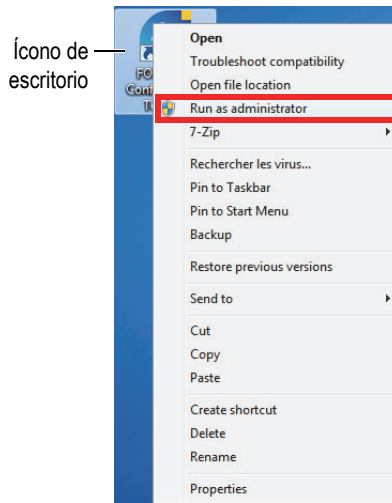 Ícono de
escritorio
Open
Troubleshoot compatibility
Open file location
Run as administrator
7-Zip
Rechercher les virus...
Pin to Taskbar
Pin to Start Menu
Backup
Restore previous versions
Send to
Cut
Copy
Paste
Create shortcut
Delete
Rename
Properties